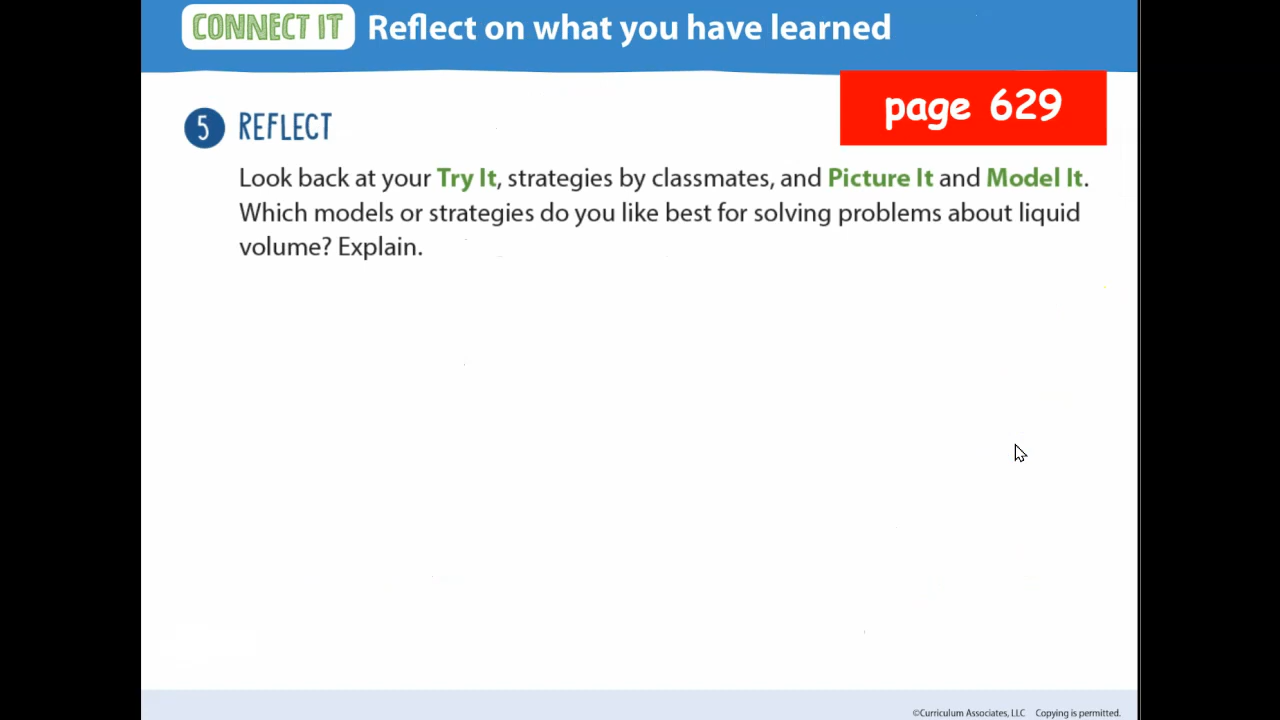 CONNECT IT Reflect on what you have learned
page 629
5 REFLECT
Look back at your Try It, strategies by classmates, and Picture It and Model It.
Which models or strategies do you like best for solving problems about liquid
volume? Explain.
©Curriculum Associates, LLC Copying is permitted.